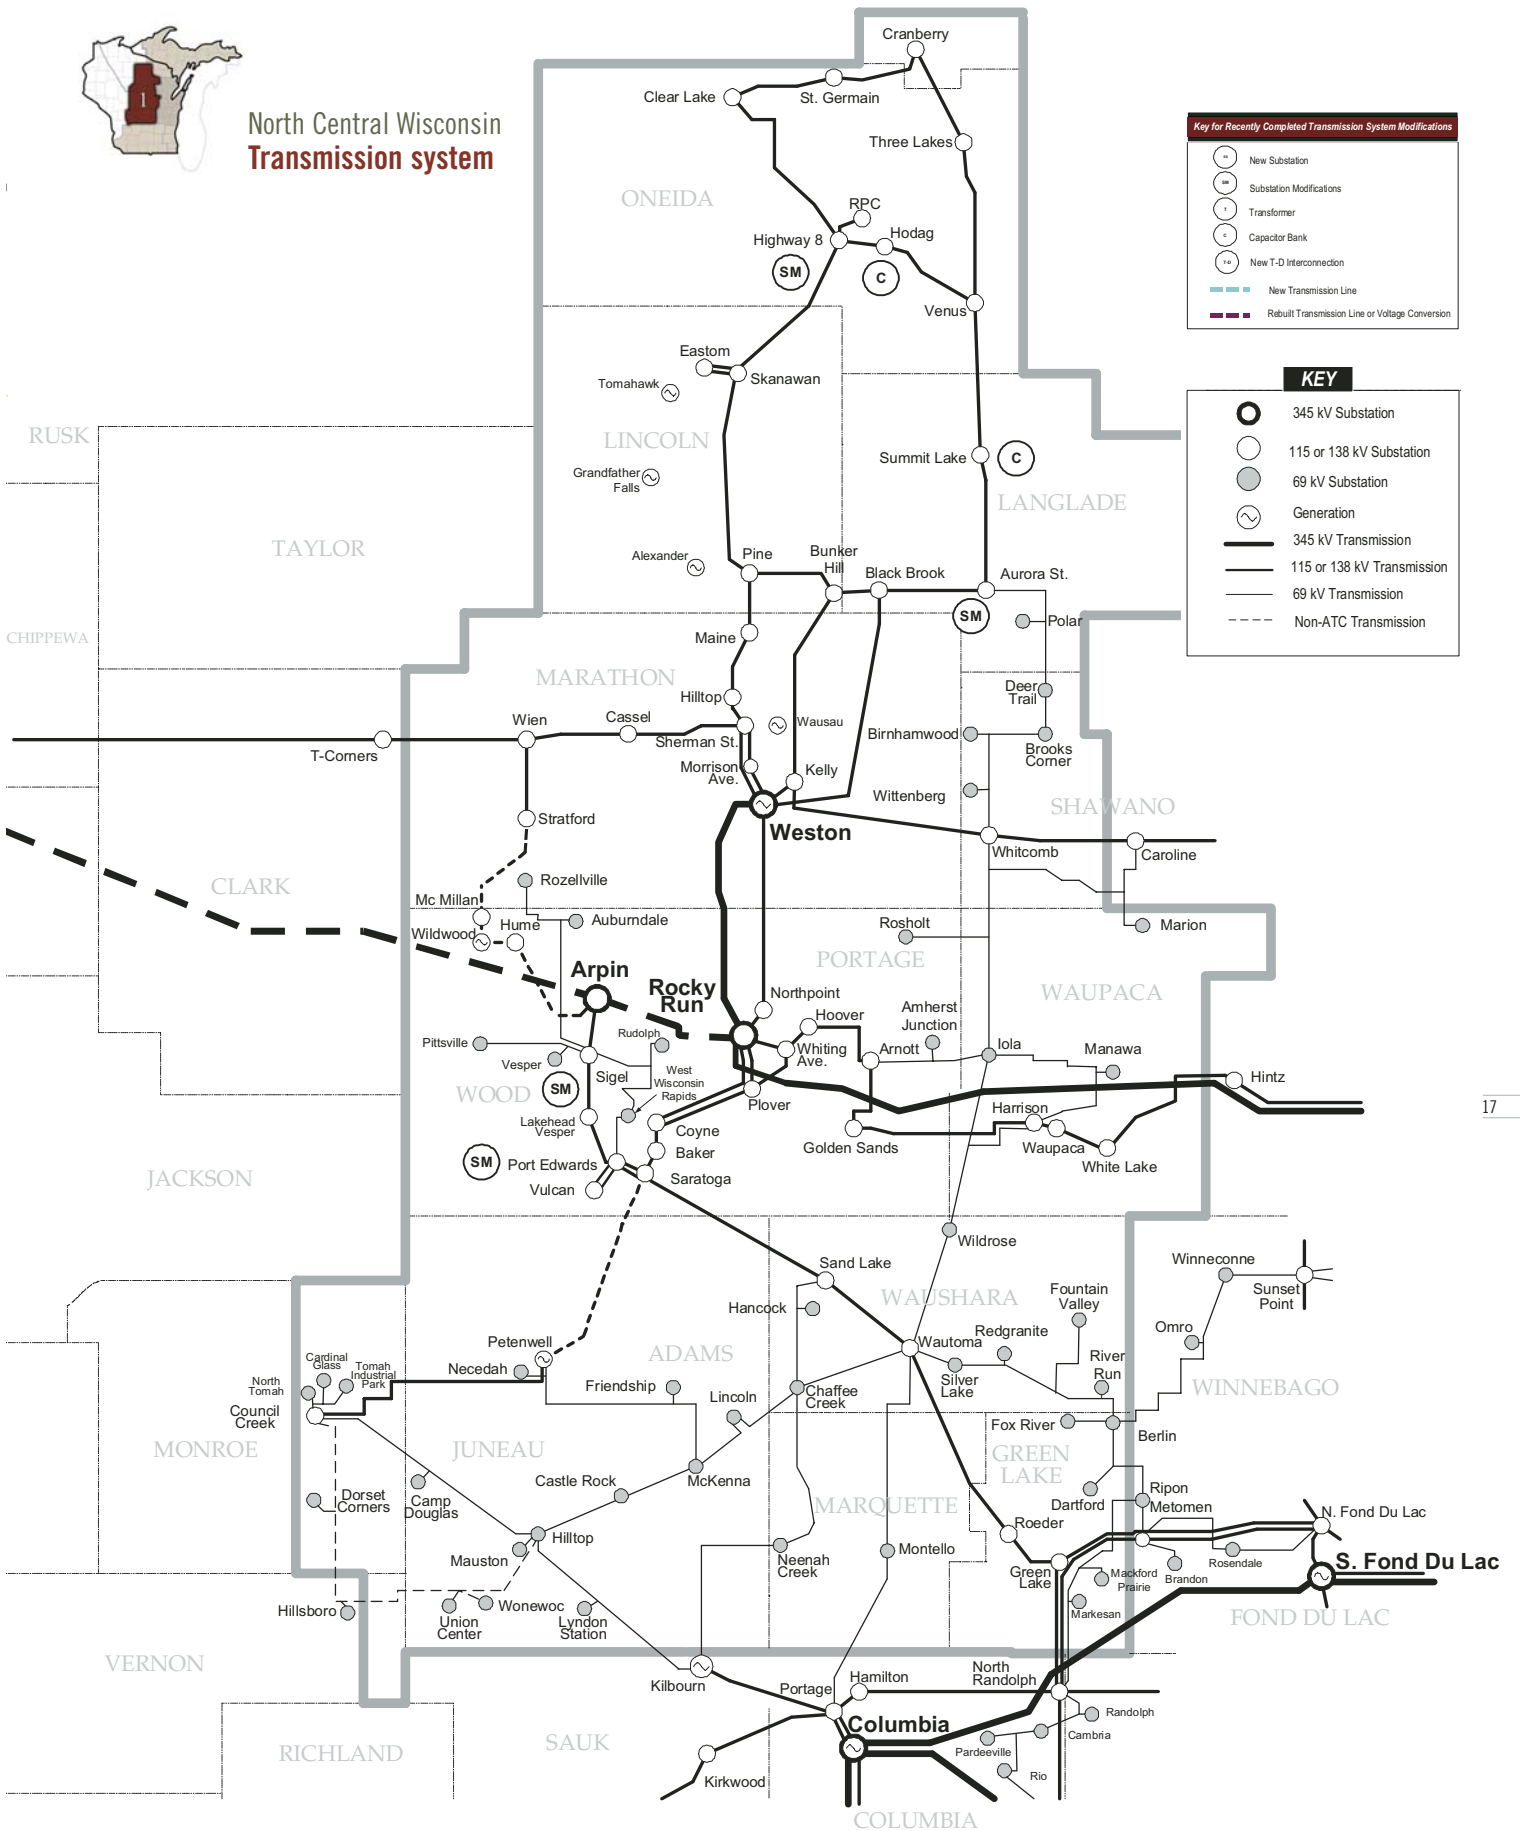 1
North Central Wisconsin
Transmission system
Key for Recently Completed Transmission System Modifications
New Substation
SM
Substation Modifications
T
Transformer
C
Capacitor Bank
T-D
New T-D Interconnection
New Transmission Line
Rebuilt Transmission Line or Voltage Conversion
KEY
345 kV Substation
115 or 138 kV Substation
69 kV Substation
Generation
345 kV Transmission
115 or 138 kV Transmission
69 kV Transmission
Non-ATC Transmission
Cranberry
Clear Lake
St. Germain
Three Lakes
ONEIDA
RPC
Highway 8
Hodag
SM
C
Venus
Eastom
Skanawan
Tomahawk
RUSK
LINCOLN
Summit Lake
C
Grandfather
Falls
LANGLADE
TAYLOR
Alexander
Pine
Bunker
Hill
Black Brook
Aurora St.
SM
Polar
CHIPPEWA
Maine
MARATHON
Hilltop
Deer
Trail
Wien
Cassel
Sherman St.
Wausau
Birnhamwood
Brooks
Corner
T-Corners
Morrison
Ave.
Kelly
Wittenberg
SHAWANO
Stratford
Weston
Whitcomb
Caroline
CLARK
Rozellville
Mc Millan
Auburndale
Hume
Wildwood
Rosholt
Marion
PORTAGE
Arpin
Rocky
Run
Northpoint
WAUPACA
Hoover
Amherst
Junction
Pittsville
Rudolph
Whiting
Ave.
Arnott
Iola
Manawa
Vesper
Sigel
West
Wisconsin
Rapids
WOOD
SM
Plover
Hintz
17
Lakehead
Vesper
Coyne
Harrison
Golden Sands
Waupaca
White Lake
Baker
SM
Port Edwards
Saratoga
Vulcan
JACKSON
Wildrose
Sand Lake
Winneconne
Sunset
Point
Hancock
WAUSHARA
Fountain
Valley
Omro
Petenwell
ADAMS
Wautoma
Redgranite
Cardinal
Glass
Tomah
Industrial
Park
Necedah
North
Tomah
Friendship
Silver
Lake
River
Run
Council
Creek
Lincoln
Chaffee
Creek
WINNEBAGO
Fox River
Berlin
MONROE
JUNEAU
GREEN
LAKE
McKenna
Castle Rock
Dorset
Corners
Camp
Douglas
MARQUETTE
Dartford
Ripon
Metomen
N. Fond Du Lac
Roeder
Hilltop
Mauston
Neenah
Creek
Montello
Green
Lake
Mackford
Prairie
Brandon
Rosendale
S. Fond Du Lac
Hillsboro
Union
Center
Wonewoc
Lyndon
Station
Markesan
FOND DU LAC
VERNON
Kilbourn
Portage
Hamilton
North
Randolph
Randolph
RICHLAND
SAUK
Columbia
Cambria
Pardeeville
Rio
Kirkwood
COLUMBIA